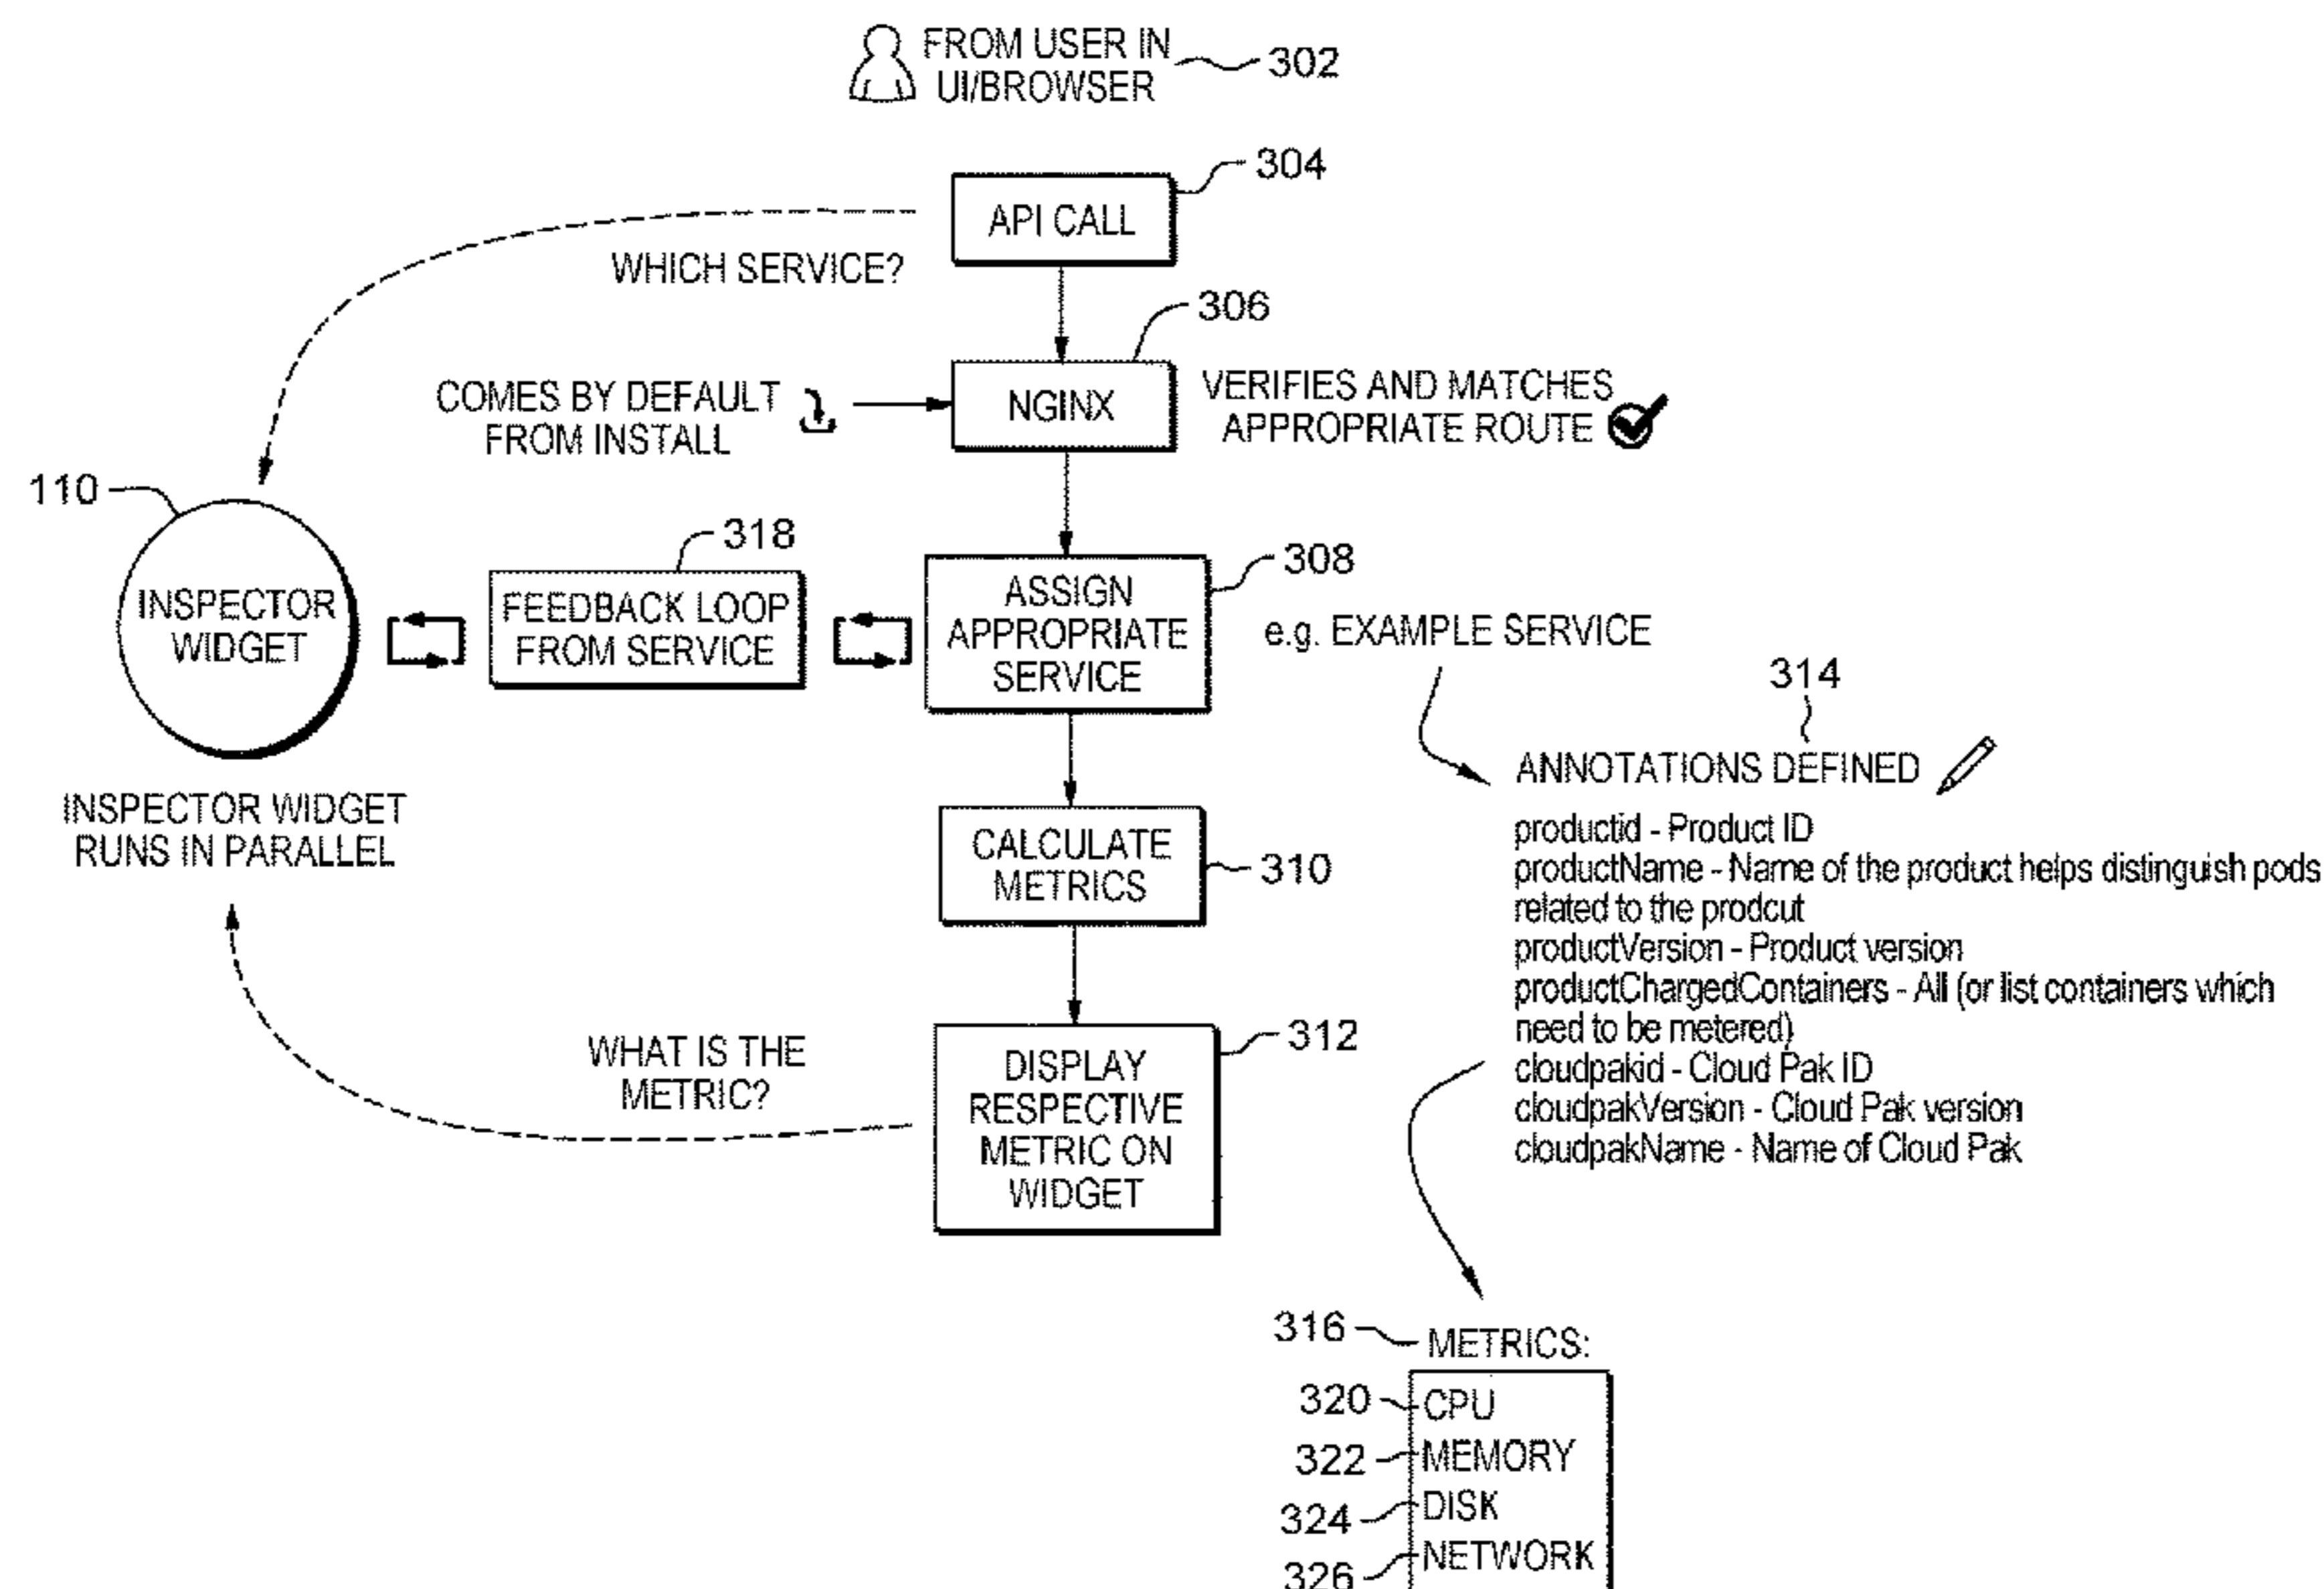 FROM USER IN
UI/BROWSER
302
304
API CALL
WHICH SERVICE?
306
COMES BY DEFAULT
FROM INSTALL
NGINX
VERIFIES AND MATCHES
APPROPRIATE ROUTE
110
318
308
INSPECTOR
WIDGET
FEEDBACK LOOP
FROM SERVICE
ASSIGN
APPROPRIATE
SERVICE
e.g. EXAMPLE SERVICE
314
ANNOTATIONS DEFINED
INSPECTOR WIDGET
RUNS IN PARALLEL
CALCULATE
METRICS
310
productid - Product ID
productName - Name of the product helps distinguish pods
related to the prodcut
productVersion - Product version
productChargedContainers - All (or list containers which
need to be metered)
cloudpakid - Cloud Pak ID
cloudpakVersion - Cloud Pak version
cloudpakName - Name of Cloud Pak
WHAT IS THE
METRIC?
312
DISPLAY
RESPECTIVE
METRIC ON
WIDGET
316
METRICS:
320
CPU
322
MEMORY
324
DISK
326
NETWORK